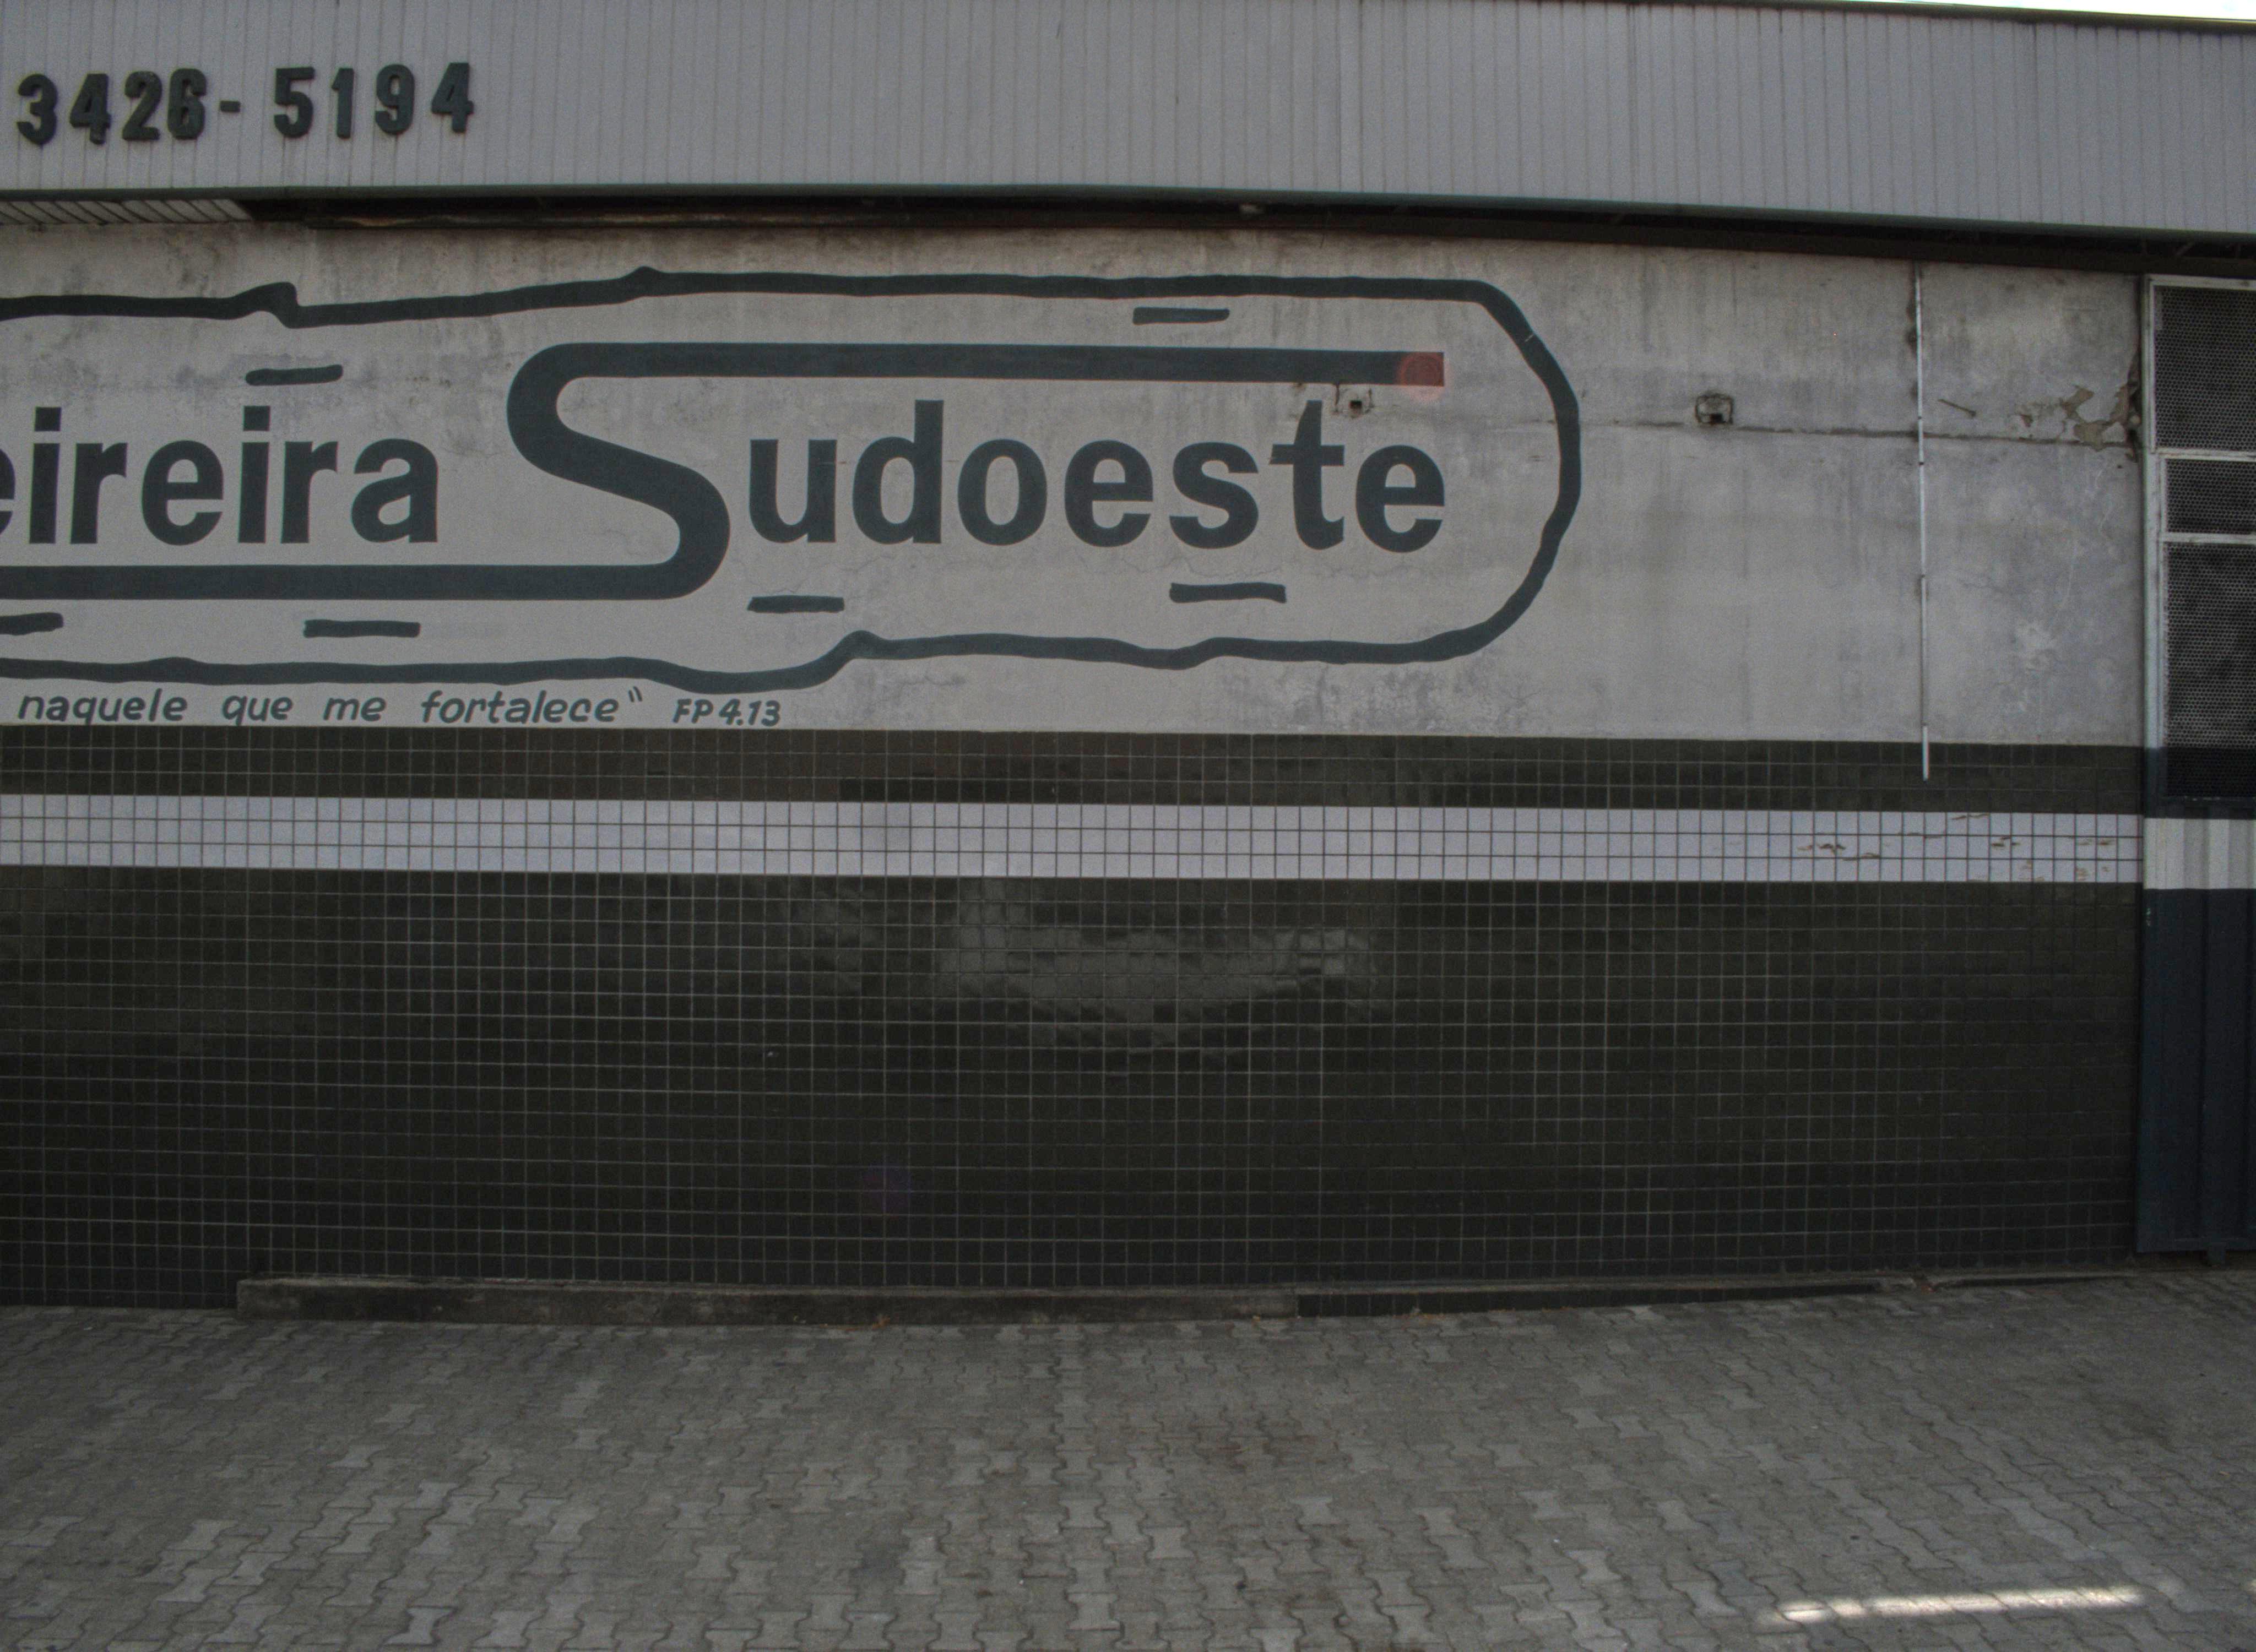 3426-5194
eireira Sudoeste
naquele que me fortalece" FP 4.13